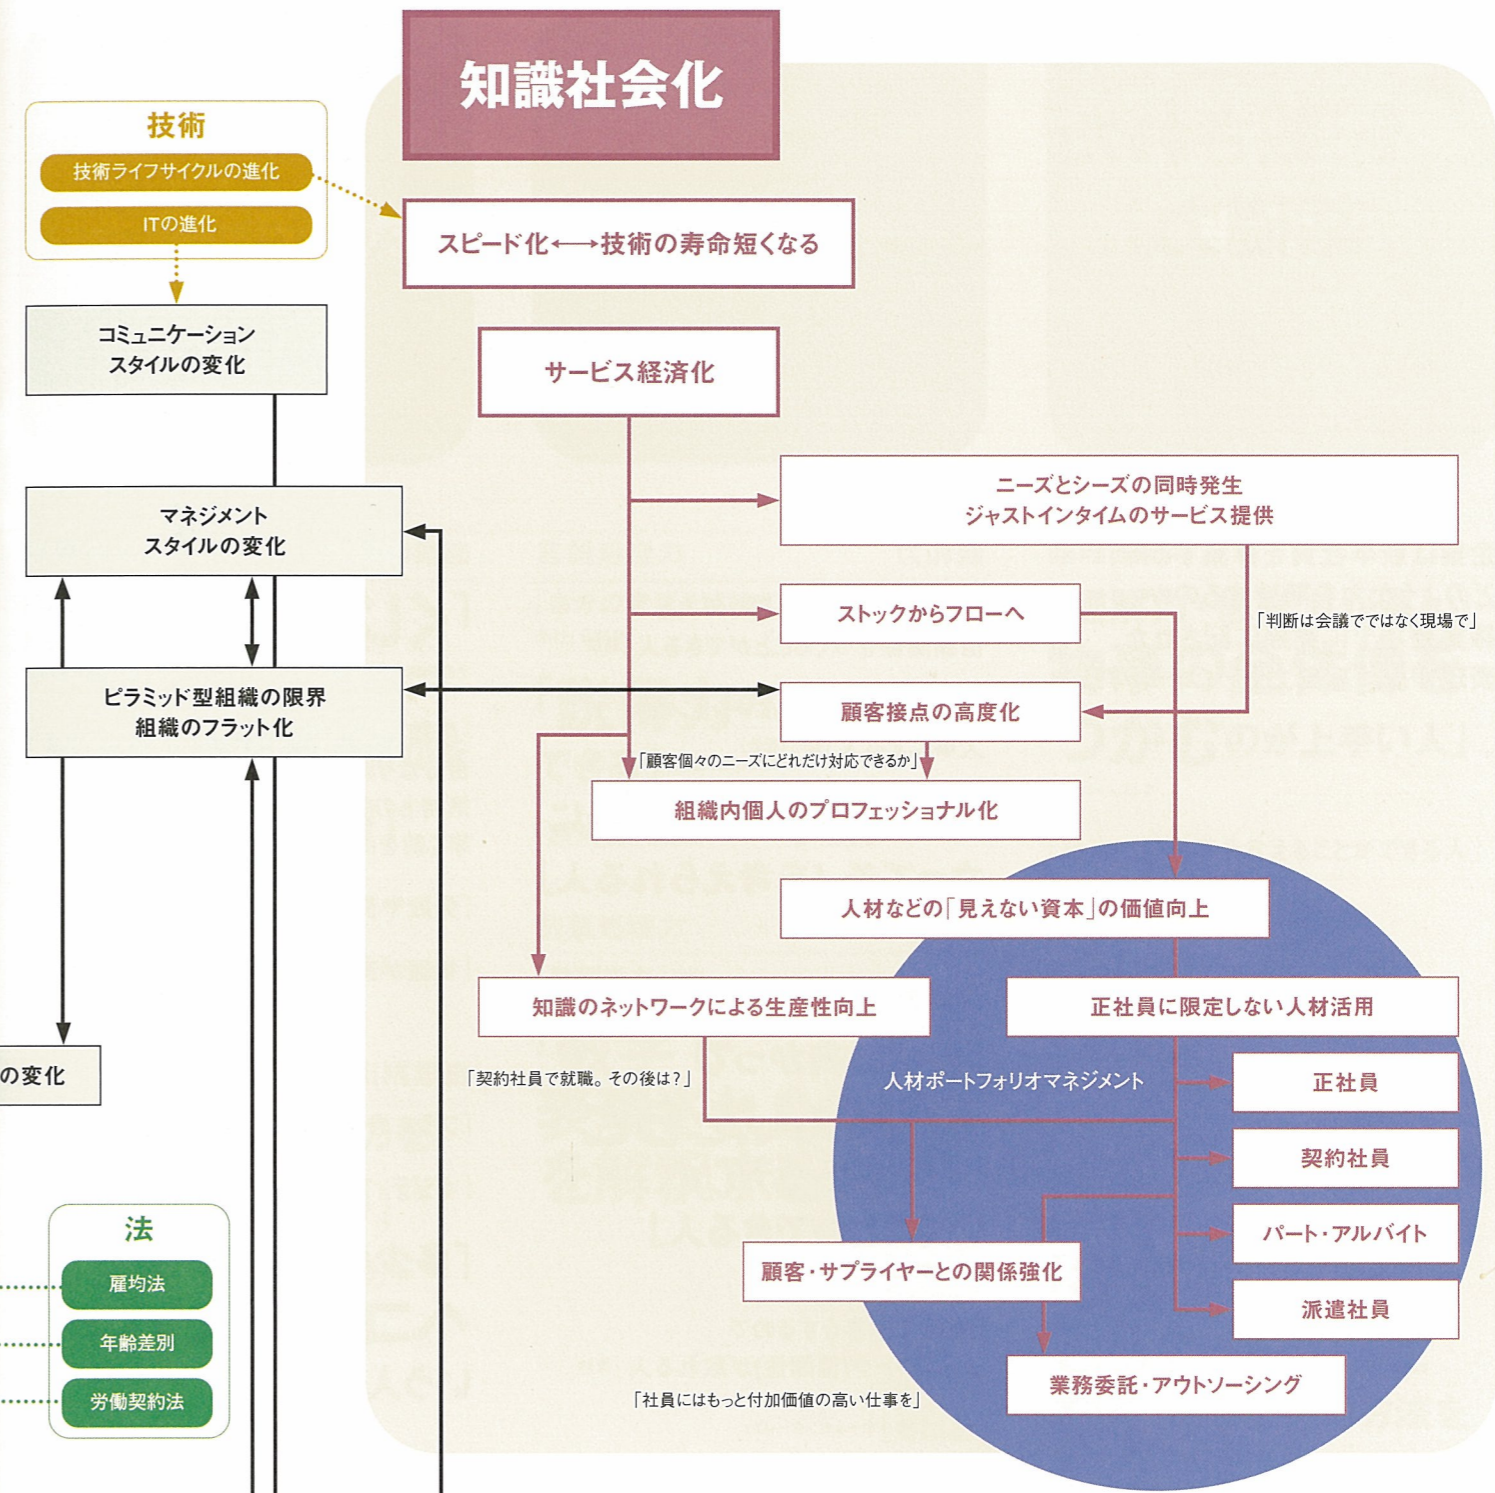 知識社会化
技術
技術ライフサイクルの進化
ITの進化
スピード化←→技術の寿命短くなる
コミュニケーション
スタイルの変化
サービス経済化
ニーズとシーズの同時発生
ジャストインタイムのサービス提供
マネジメント
スタイルの変化
ストックからフローへ
「判断は会議でではなく現場で」
ピラミッド型組織の限界
組織のフラット化
顧客接点の高度化
「顧客個々のニーズにどれだけ対応できるか」
組織内個人のプロフェッショナル化
人材などの「見えない資本」の価値向上
知識のネットワークによる生産性向上
正社員に限定しない人材活用
の変化
「契約社員で就職。その後は?」
人材ポートフォリオマネジメント
正社員
契約社員
パート・アルバイト
派遣社員
法
雇均法
年齢差別
労働契約法
顧客・サプライヤーとの関係強化
業務委託・アウトソーシング
「社員にはもっと付加価値の高い仕事を」